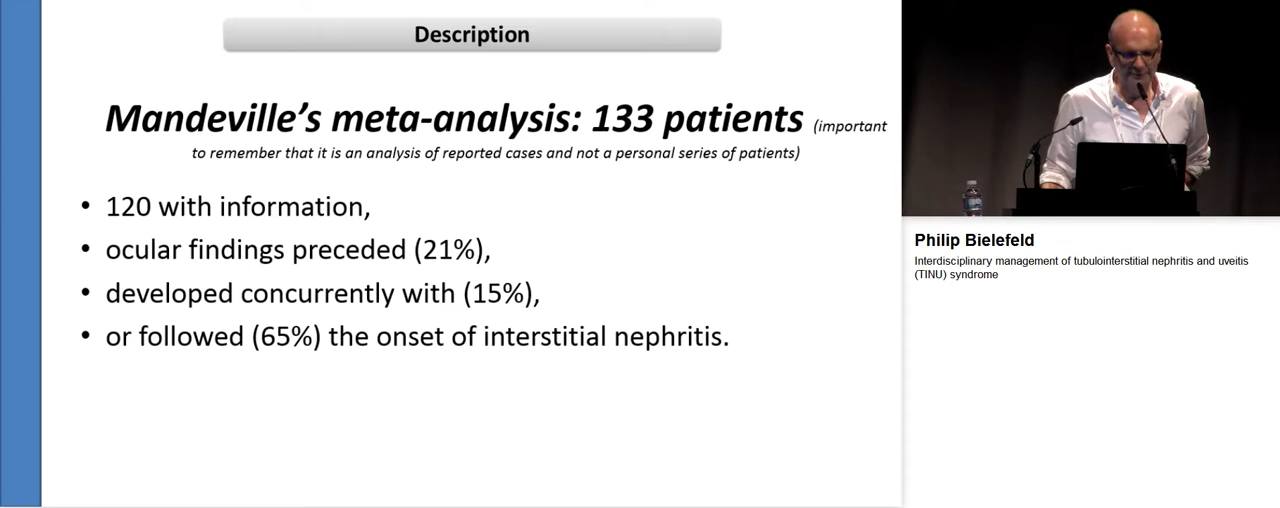 Description
Mandeville's meta-analysis: 133 patients (important
to remember that it is an analysis of reported cases and not a personal series of patients)
• 120 with information,
• ocular findings preceded (21%),
• developed concurrently with (15%),
• or followed (65%) the onset of interstitial nephritis.
Philip Bielefeld
Interdisciplinary management of tubulointerstitial nephritis and uveitis
(TINU) syndrome